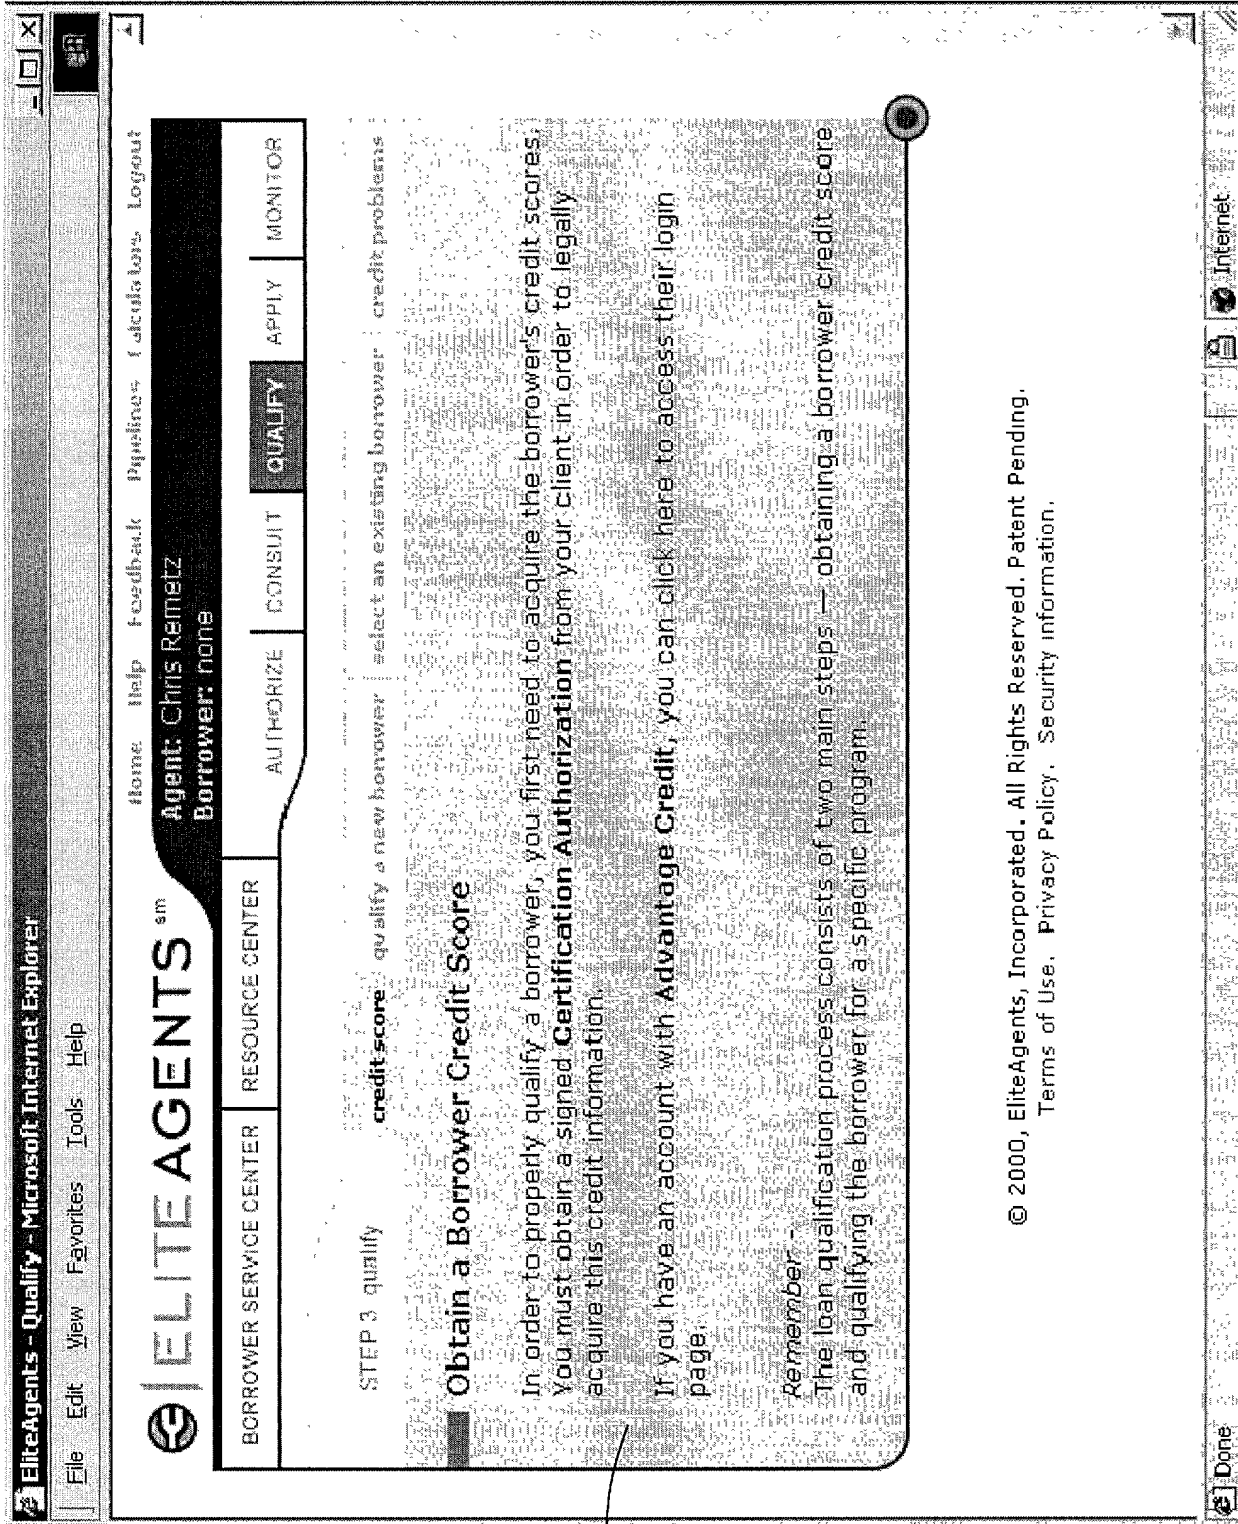 EliteAgents - Qualify - Microsoft Internet Explorer
File Edit View Favorites Tools Help
Home Help Feedback Pipelines Calculators Logout
ELITE AGENTS sm
Agent: Chris Remetz
Borrower: none
BORROWER SERVICE CENTER RESOURCE CENTER AUTHORIZE CONSULT QUALIFY APPLY MONITOR
STEP 3 qualify
credit score qualify a new borrower select an existing borrower credit problems
Obtain a Borrower Credit Score
In order to properly qualify a borrower, you first need to acquire the borrower's credit scores.
You must obtain a signed Certification Authorization from your client in order to legally
acquire this credit information.
If you have an account with Advantage Credit, you can click here to access their login
page.
Remember -
The loan qualification process consists of two main steps — obtaining a borrower credit score
and qualifying the borrower for a specific program.
© 2000, EliteAgents, Incorporated. All Rights Reserved. Patent Pending.
Terms of Use. Privacy Policy. Security information.
Done Internet